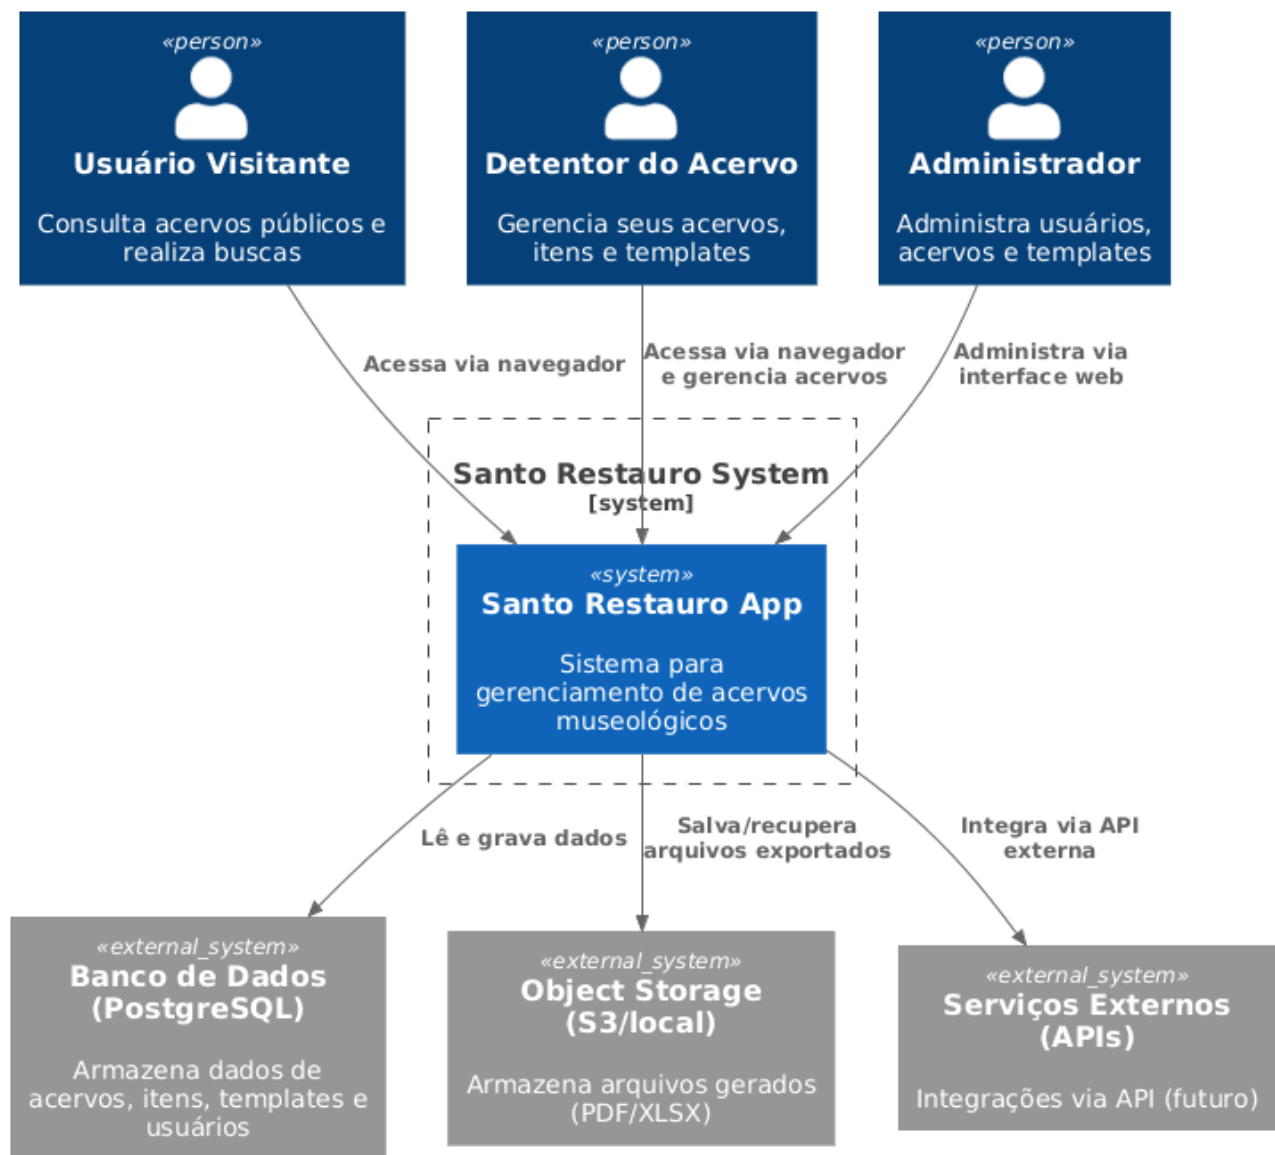 «person»
Usuário Visitante
Consulta acervos públicos e
realiza buscas
«person»
Detentor do Acervo
Gerencia seus acervos,
itens e templates
«person»
Administrador
Administra usuários,
acervos e templates
Acessa via navegador
Acessa via navegador
e gerencia acervos
Administra via
interface web
Santo Restauro System
[system]
«system»
Santo Restauro App
Sistema para
gerenciamento de acervos
museológicos
Lê e grava dados
Salva/recupera
arquivos exportados
Integra via API
externa
«external_system»
Banco de Dados
(PostgreSQL)
Armazena dados de
acervos, itens, templates e
usuários
«external_system»
Object Storage
(S3/local)
Armazena arquivos gerados
(PDF/XLSX)
«external_system»
Serviços Externos
(APIs)
Integrações via API (futuro)